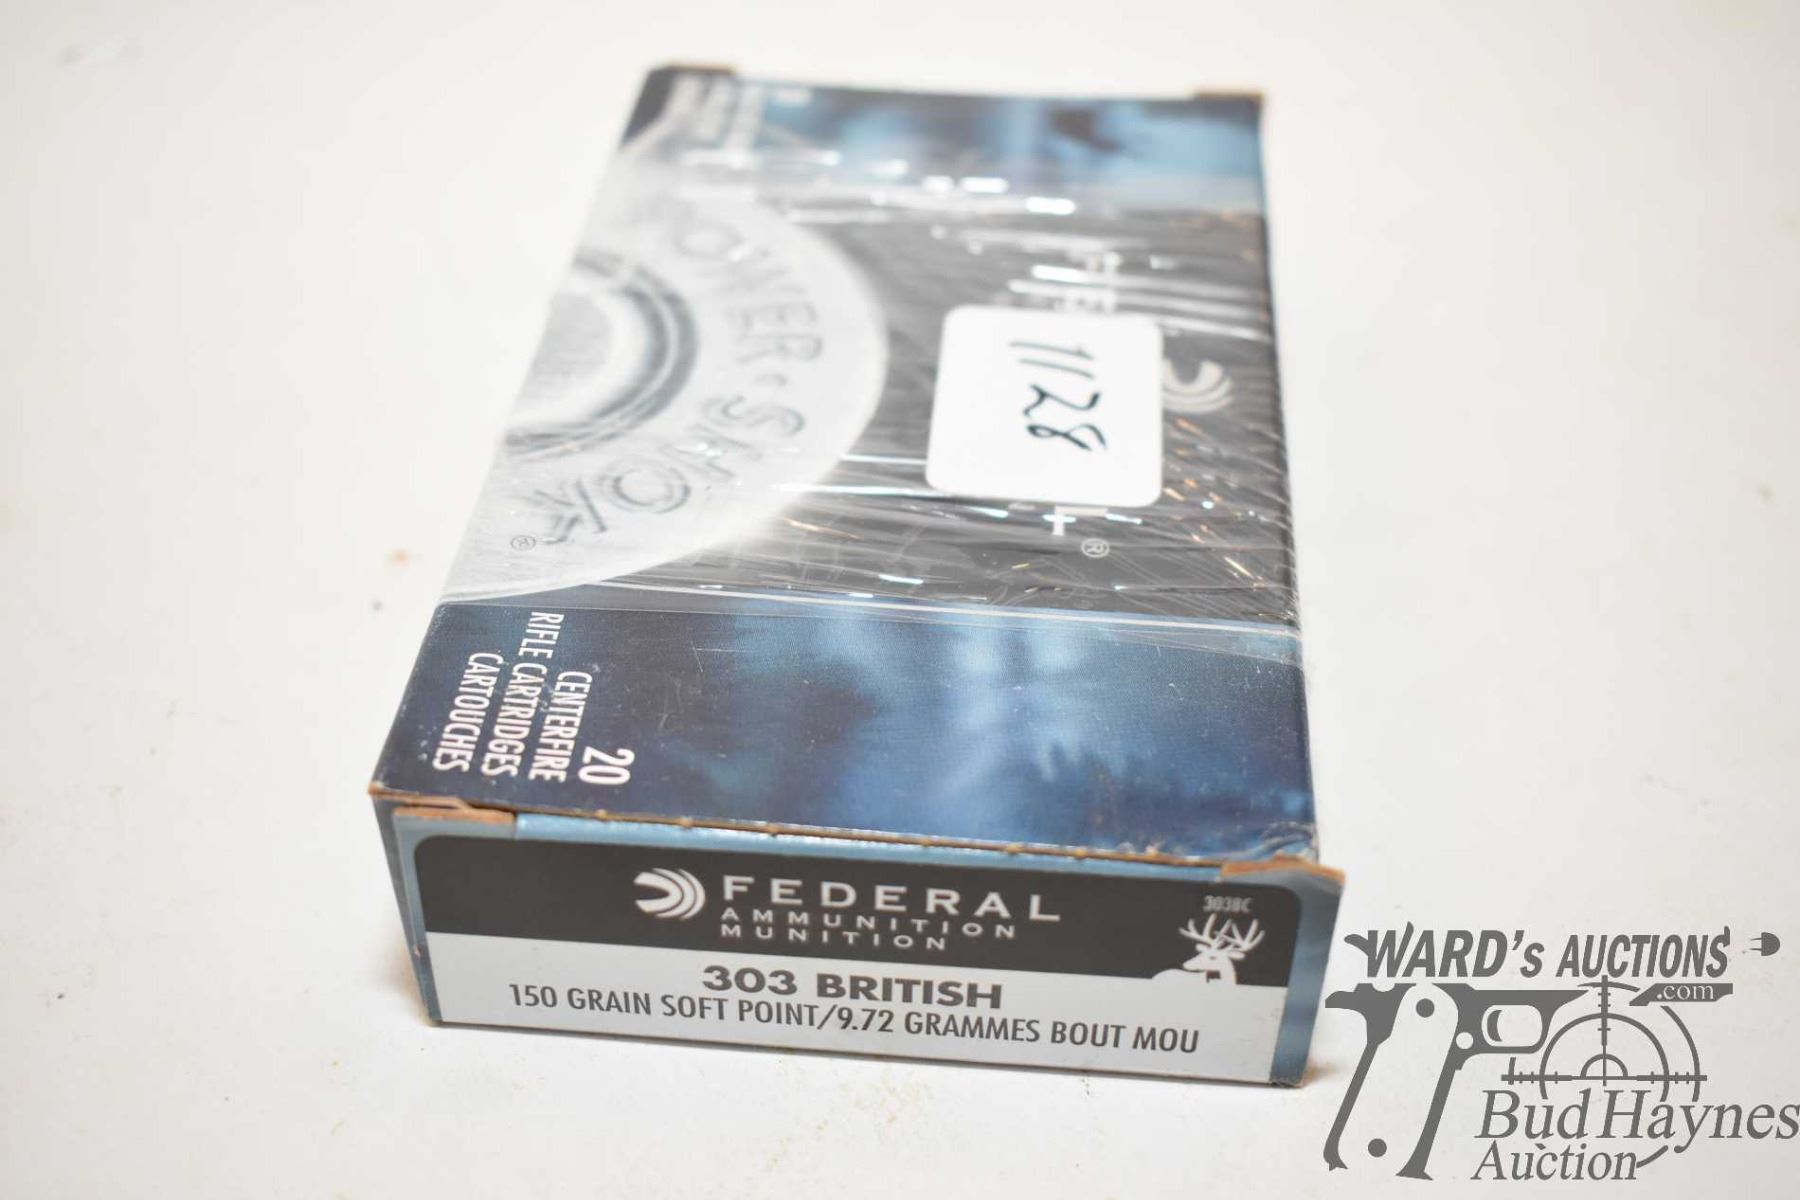 POWER·SHOK®
1128
®
20
CENTERFIRE
RIFLE CARTRIDGES
CARTOUCHES
FEDERAL
AMMUNITION
MUNITION
303BC
303 BRITISH
150 GRAIN SOFT POINT/9.72 GRAMMES BOUT MOU
WARD's AUCTIONS
.com
Bud Haynes
Auction